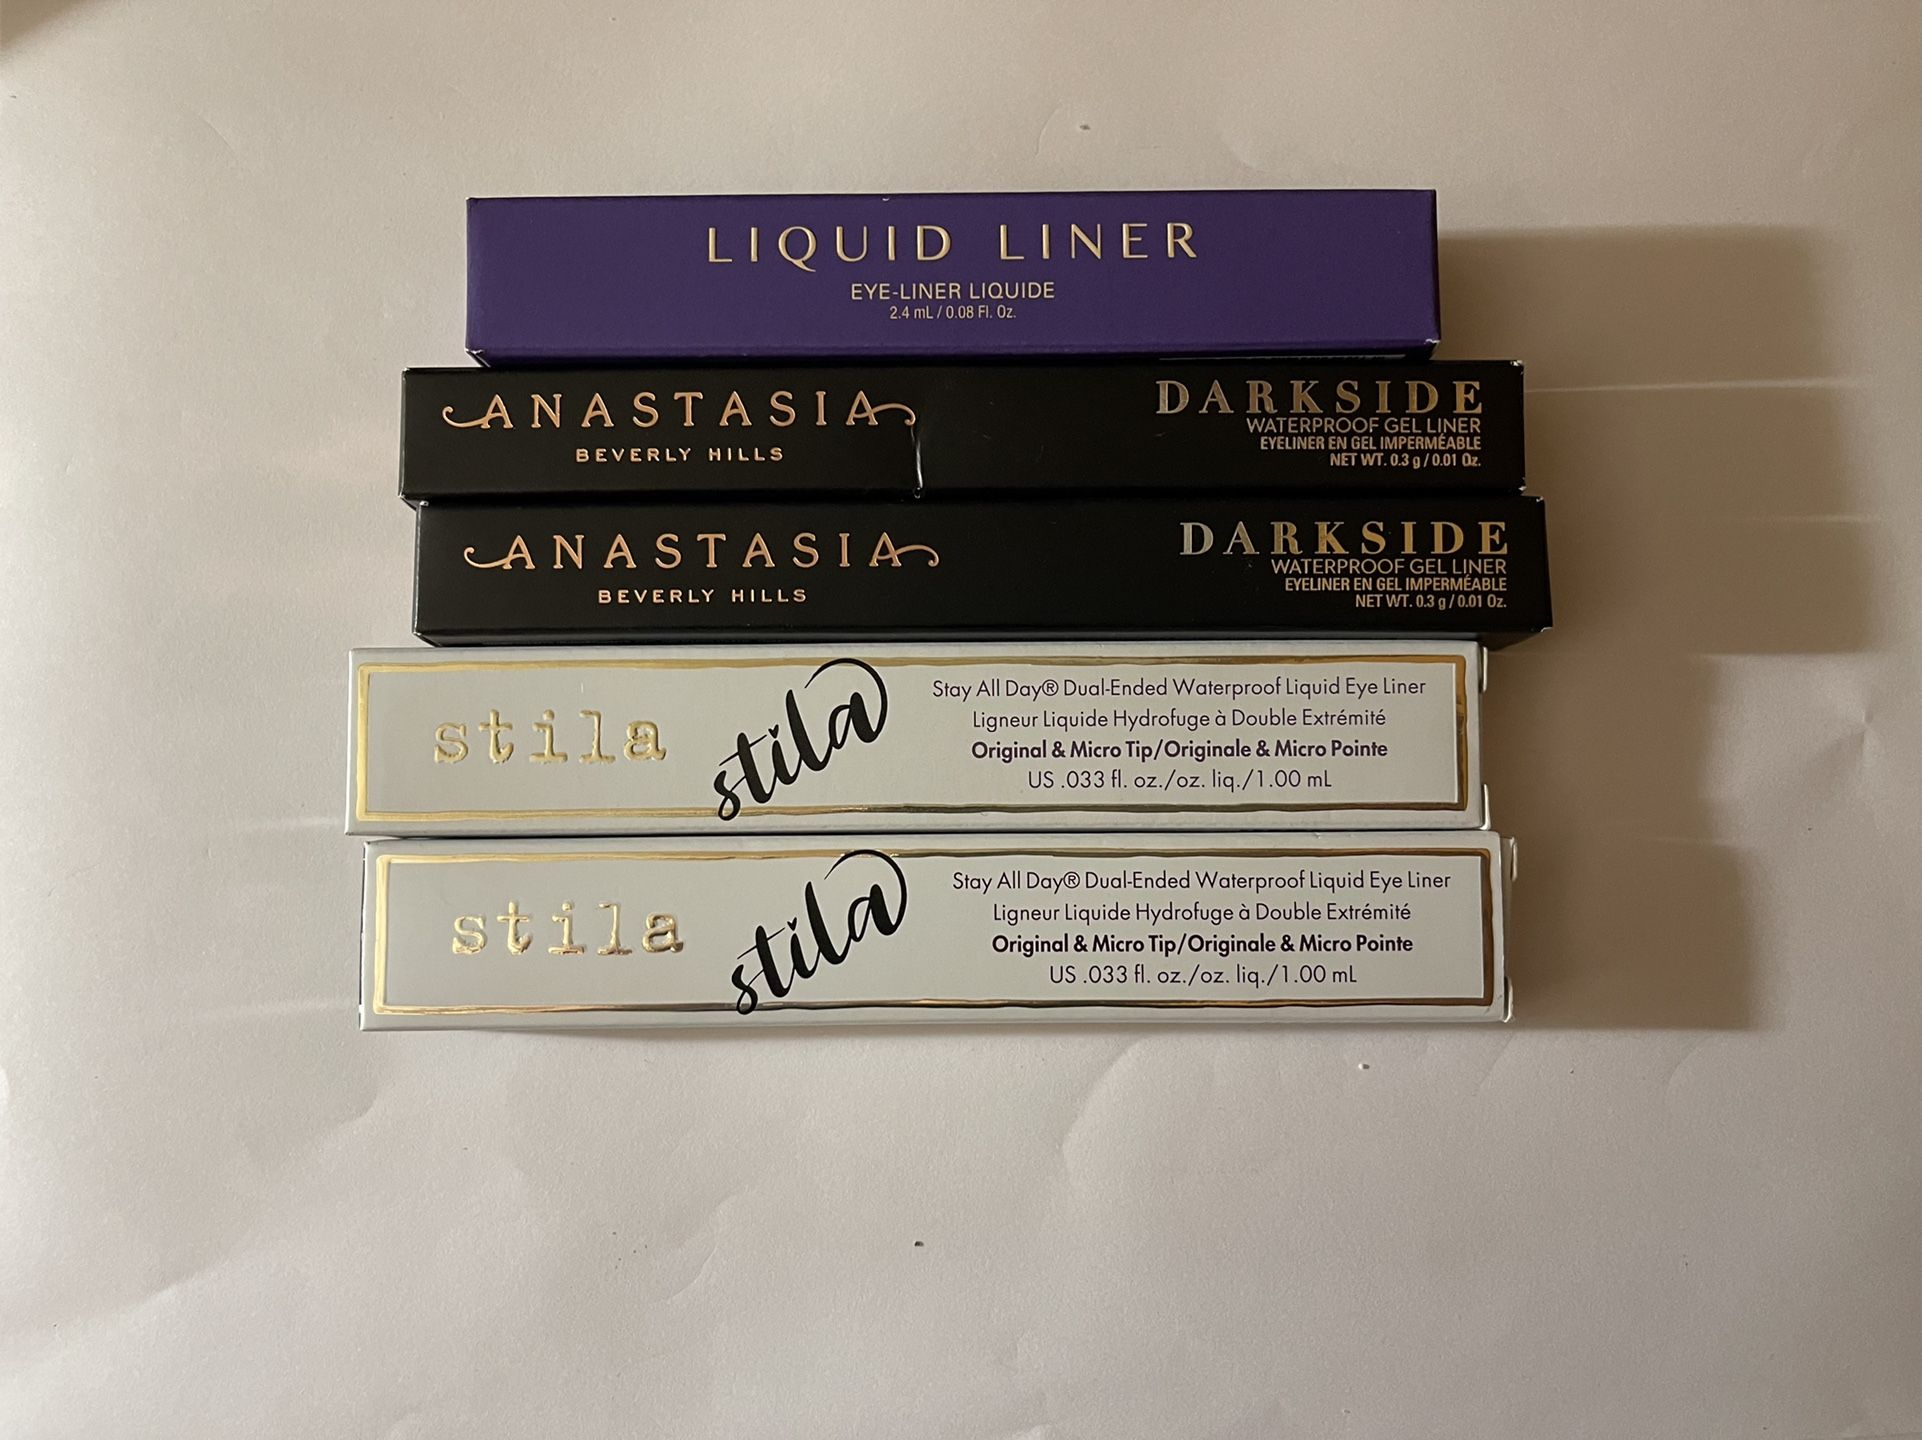 LIQUID LINER
EYE-LINER LIQUIDE
2.4 mL / 0.08 Fl. Oz.
ANASTASIA
BEVERLY HILLS
DARKSIDE
WATERPROOF GEL LINER
EYELINER EN GEL IMPERMÉABLE
NET WT. 0.3 g / 0.01 Oz.
ANASTASIA
BEVERLY HILLS
DARKSIDE
WATERPROOF GEL LINER
EYELINER EN GEL IMPERMÉABLE
NET WT. 0.3 g / 0.01 Oz.
stila
stila
Stay All Day® Dual-Ended Waterproof Liquid Eye Liner
Ligneur Liquide Hydrofuge à Double Extrémité
Original & Micro Tip/Originale & Micro Pointe
US .033 fl. oz./oz. liq./1.00 mL
stila
stila
Stay All Day® Dual-Ended Waterproof Liquid Eye Liner
Ligneur Liquide Hydrofuge à Double Extrémité
Original & Micro Tip/Originale & Micro Pointe
US .033 fl. oz./oz. liq./1.00 mL